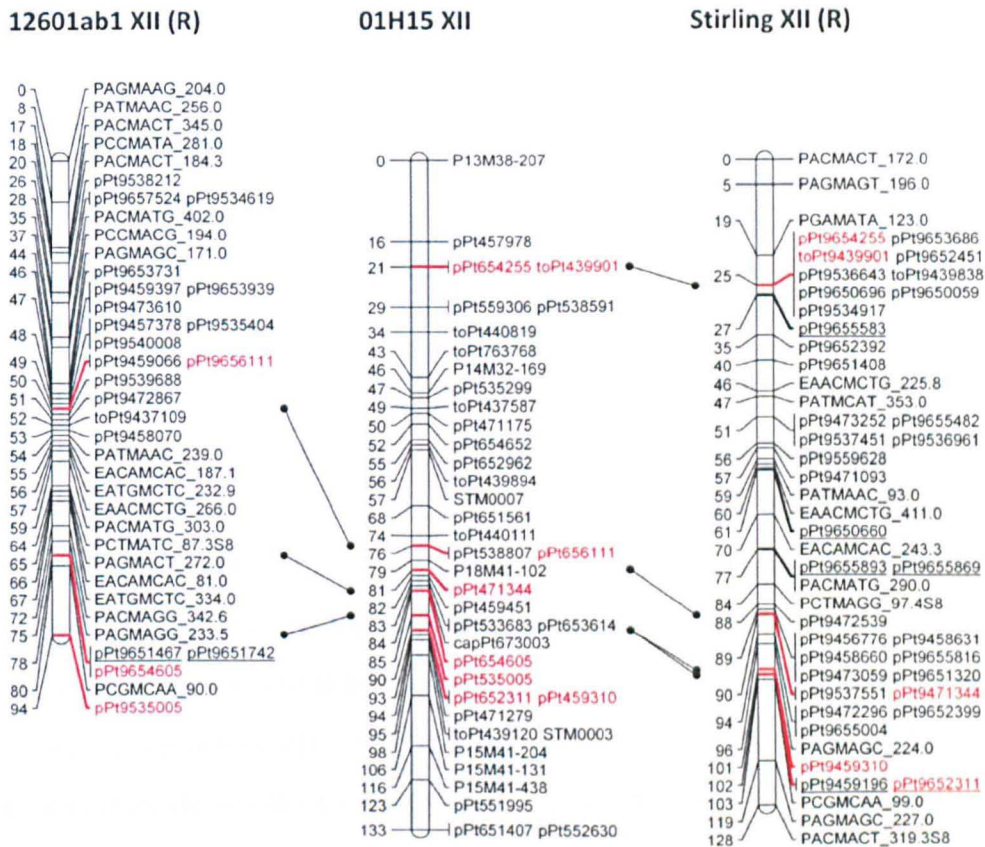 12601ab1 XII (R)
0 PAGMAAG_204.0
8 PATMAAC_256.0
17 PACMACT_345.0
18 PCCMATA_281.0
20 PACMACT_184.3
26 pPt9538212
28 pPt9657524 pPt9534619
35 PACMATG_402.0
37 PCCMACG_194.0
44 PAGMAGC_171.0
46 pPt9653731
pPt9459397 pPt9653939
47 pPt9473610
pPt9457378 pPt9535404
48 pPt9540008
49 pPt9459066 pPt9656111
50 pPt9539688
51 pPt9472867
52 toPt9437109
53 pPt9458070
54 PATMAAC_239.0
55 EACAMCAC_187.1
56 EATGMCTC_232.9
57 EAACMCTG_266.0
59 PACMATG_303.0
64 PCTMATC_87.3S8
65 PAGMACT_272.0
66 EACAMCAC_81.0
67 EATGMCTC_334.0
72 PACMAGG_342.6
75 PAGMAGG_233.5
pPt9651467 pPt9651742
78 pPt9654605
80 PCGMCAA_90.0
94 pPt9535005
01H15 XII
0 P13M38-207
16 pPt457978
21 pPt654255 toPt439901
29 pPt559306 pPt538591
34 toPt440819
43 toPt763768
46 P14M32-169
47 pPt535299
49 toPt437587
50 pPt471175
52 pPt654652
55 pPt652962
56 toPt439894
57 STM0007
68 pPt651561
74 toPt440111
76 pPt538807 pPt656111
79 P18M41-102
81 pPt471344
82 pPt459451
83 pPt533683 pPt653614
84 capPt673003
85 pPt654605
90 pPt535005
93 pPt652311 pPt459310
94 pPt471279
95 toPt439120 STM0003
98 P15M41-204
106 P15M41-131
116 P15M41-438
123 pPt551995
133 pPt651407 pPt552630
Stirling XII (R)
0 PACMACT_172.0
5 PAGMAGT_196.0
19 PGAMATA_123.0
pPt9654255 pPt9653686
toPt9439901 pPt9652451
25 pPt9536643 toPt9439838
pPt9650696 pPt9650059
pPt9534917
27 pPt9655583
35 pPt9652392
40 pPt9651408
46 EAACMCTG_225.8
47 PATMCAT_353.0
pPt9473252 pPt9655482
51 pPt9537451 pPt9536961
56 pPt9559628
57 pPt9471093
59 PATMAAC_93.0
60 EAACMCTG_411.0
61 pPt9650660
70 EACAMCAC_243.3
pPt9655893 pPt9655869
77 PACMATG_290.0
84 PCTMAGG_97.4S8
88 pPt9472539
pPt9456776 pPt9458631
89 pPt9458660 pPt9655816
pPt9473059 pPt9651320
90 pPt9537551 pPt9471344
pPt9472296 pPt9652399
94 pPt9655004
96 PAGMAGC_224.0
101 pPt9459310
102 pPt9459196 pPt9652311
103 PCGMCAA_99.0
119 PAGMAGC_227.0
128 PACMACT_319.3S8